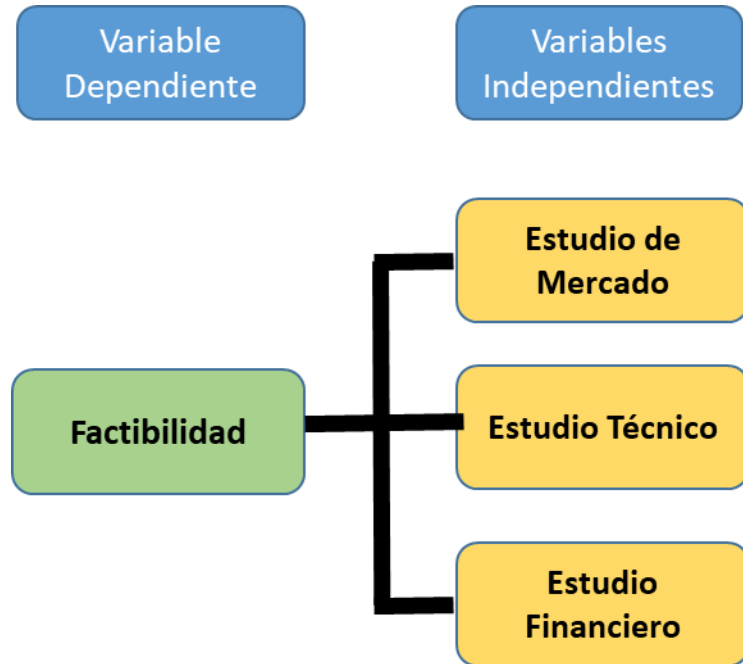 Variable
Dependiente
Variables
Independientes
Estudio de
Mercado
Factibilidad
Estudio Técnico
Estudio
Financiero